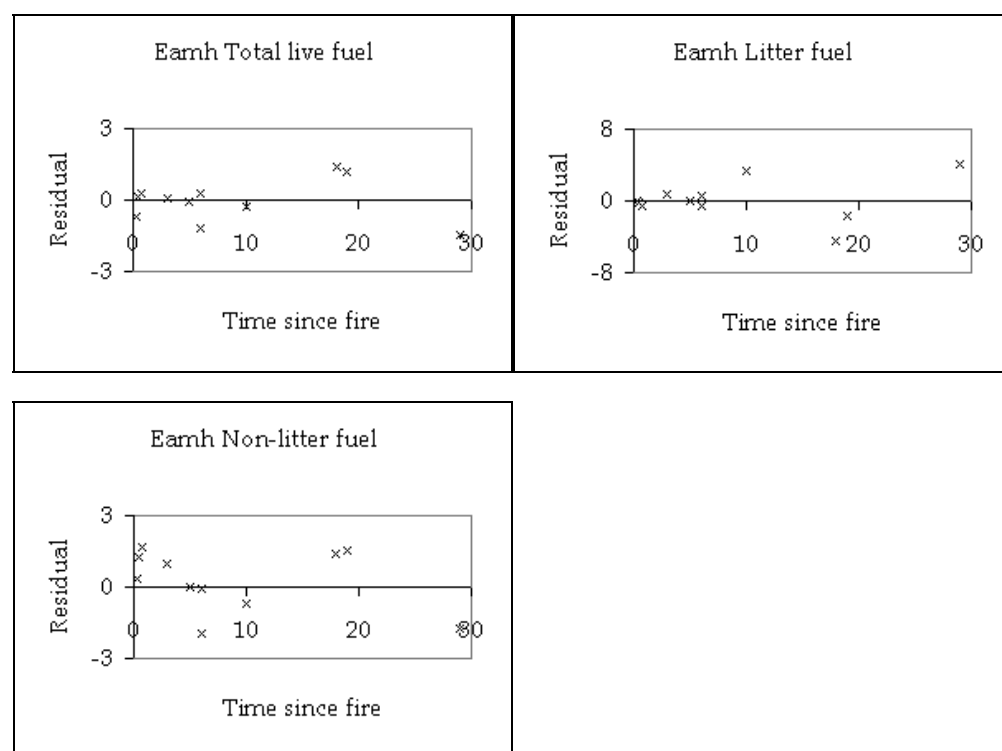 Eamh Total live fuel
3
0
-3
Residual
0 10 20 30
Time since fire
Eamh Litter fuel
8
0
-8
Residual
0 10 20 30
Time since fire
Eamh Non-litter fuel
3
0
-3
Residual
0 10 20 30
Time since fire